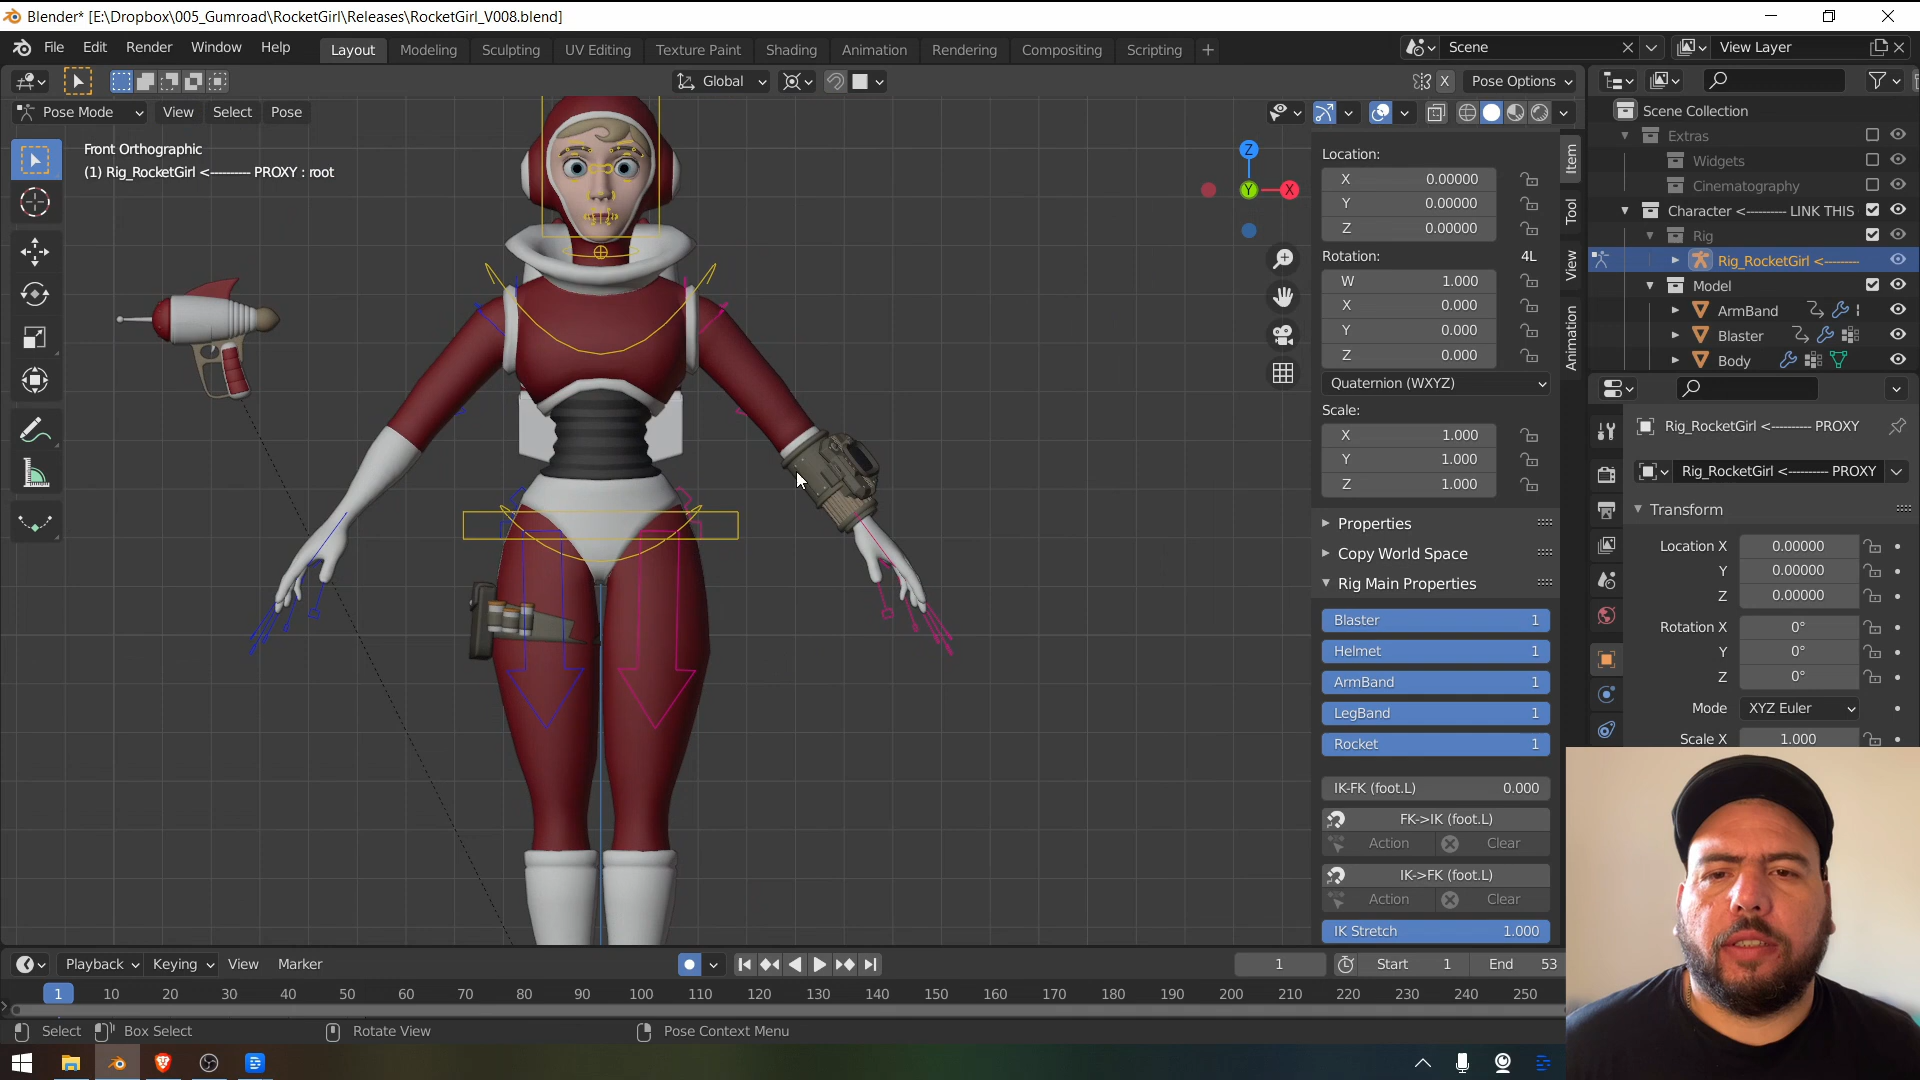 Blender* [E:\Dropbox\005_Gumroad\RocketGirl\Releases\RocketGirl_V008.blend]
File Edit Render Window Help Layout Modeling Sculpting UV Editing Texture Paint Shading Animation Rendering Compositing Scripting + Scene View Layer
Global X Pose Options
Pose Mode View Select Pose
Front Orthographic
(1) Rig_RocketGirl <---------- PROXY : root
Z
Y
X
Location:
X 0.00000
Y 0.00000
Z 0.00000
Rotation: 4L
W 1.000
X 0.000
Y 0.000
Z 0.000
Quaternion (WXYZ)
Scale:
X 1.000
Y 1.000
Z 1.000
Properties
Copy World Space
Rig Main Properties
Blaster 1
Helmet 1
ArmBand 1
LegBand 1
Rocket 1
IK-FK (foot.L) 0.000
FK->IK (foot.L)
Action Clear
IK->FK (foot.L)
Action Clear
IK Stretch 1.000
Item
Tool
View
Animation
Scene Collection
Extras
Widgets
Cinematography
Character <---------- LINK THIS
Rig
Rig_RocketGirl <---------
Model
ArmBand
Blaster
Body
Rig_RocketGirl <---------- PROXY
Rig_RocketGirl <---------- PROXY
Transform
Location X 0.00000
Y 0.00000
Z 0.00000
Rotation X 0°
Y 0°
Z 0°
Mode XYZ Euler
Scale X 1.000
Playback Keying View Marker 1 Start 1 End 53
1 10 20 30 40 50 60 70 80 90 100 110 120 130 140 150 160 170 180 190 200 210 220 230 240 250
Select Box Select Rotate View Pose Context Menu